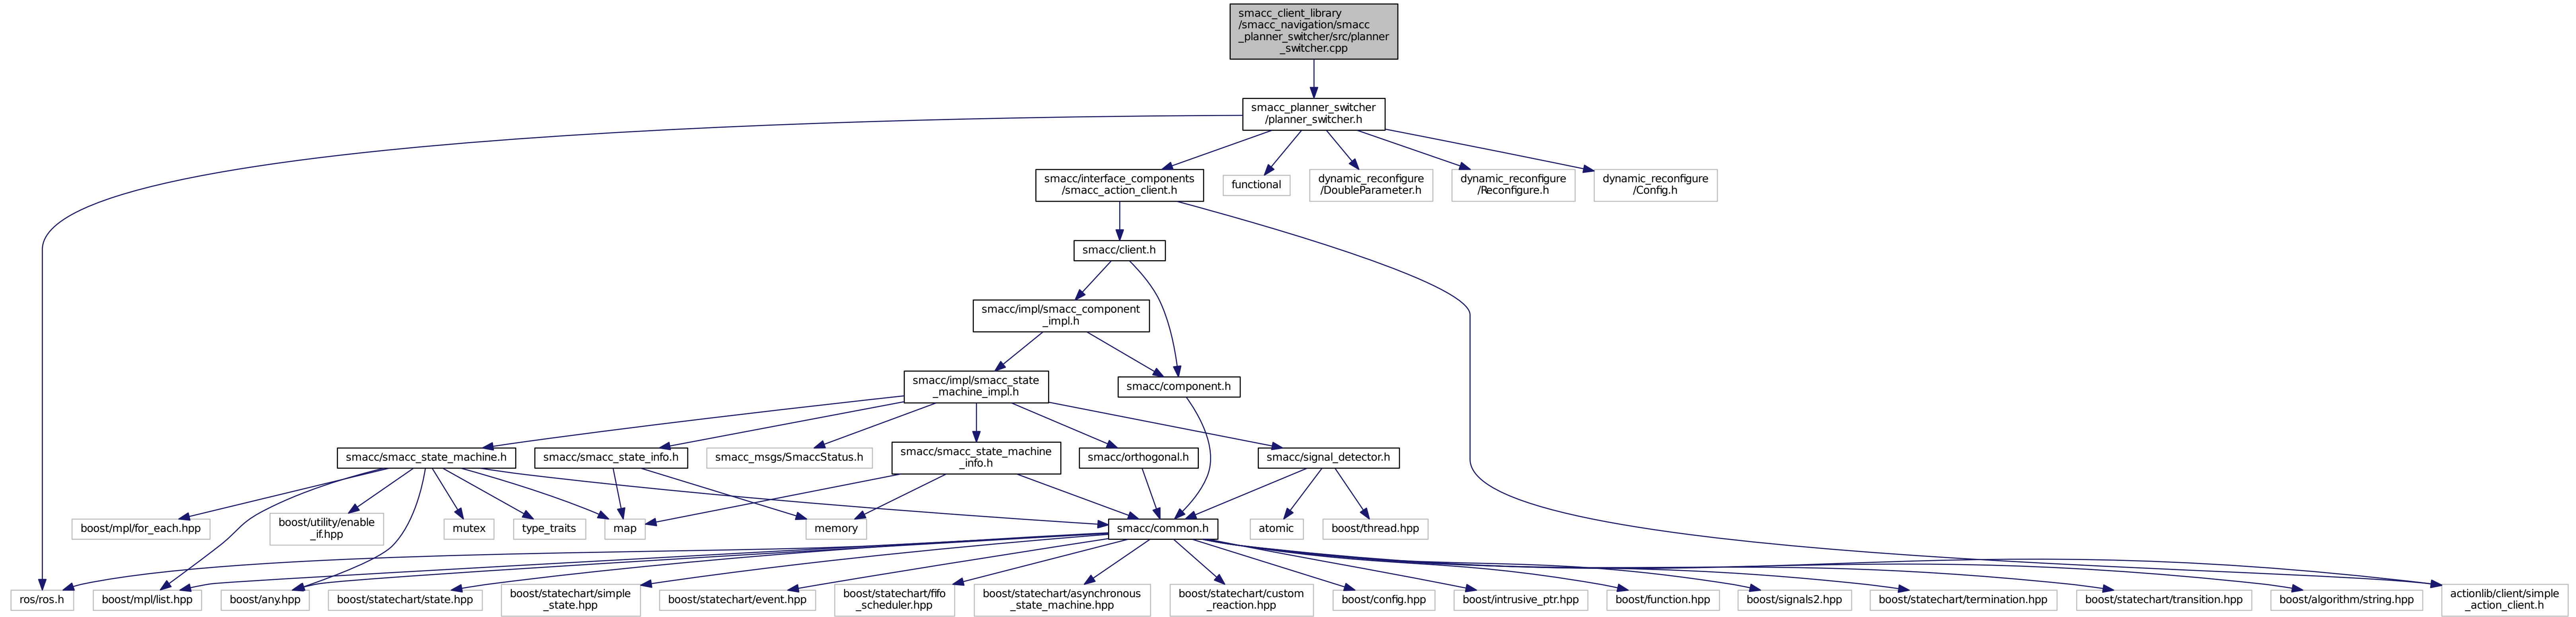 smacc_client_library
/smacc_navigation/smacc
_planner_switcher/src/planner
_switcher.cpp
smacc_planner_switcher
/planner_switcher.h
smacc/interface_components
/smacc_action_client.h
functional
dynamic_reconfigure
/DoubleParameter.h
dynamic_reconfigure
/Reconfigure.h
dynamic_reconfigure
/Config.h
smacc/client.h
smacc/impl/smacc_component
_impl.h
smacc/impl/smacc_state
_machine_impl.h
smacc/component.h
smacc/smacc_state_machine.h
smacc/smacc_state_info.h
smacc_msgs/SmaccStatus.h
smacc/smacc_state_machine
_info.h
smacc/orthogonal.h
smacc/signal_detector.h
boost/mpl/for_each.hpp
boost/utility/enable
_if.hpp
mutex
type_traits
map
memory
smacc/common.h
atomic
boost/thread.hpp
ros/ros.h
boost/mpl/list.hpp
boost/any.hpp
boost/statechart/state.hpp
boost/statechart/simple
_state.hpp
boost/statechart/event.hpp
boost/statechart/fifo
_scheduler.hpp
boost/statechart/asynchronous
_state_machine.hpp
boost/statechart/custom
_reaction.hpp
boost/config.hpp
boost/intrusive_ptr.hpp
boost/function.hpp
boost/signals2.hpp
boost/statechart/termination.hpp
boost/statechart/transition.hpp
boost/algorithm/string.hpp
actionlib/client/simple
_action_client.h